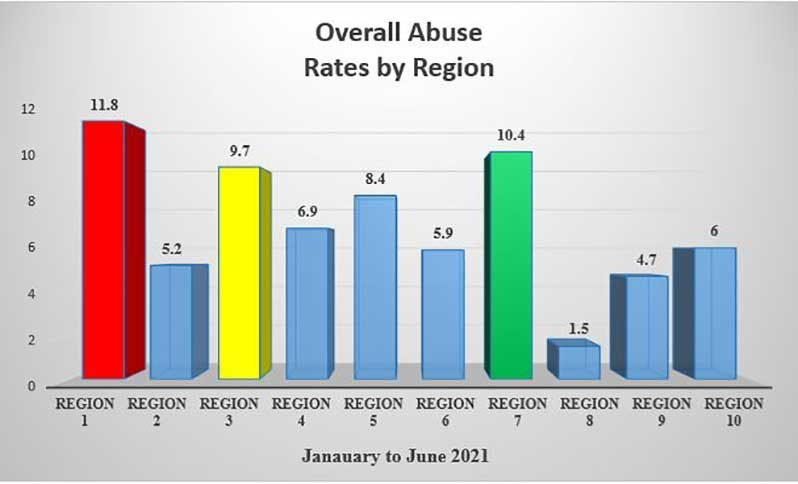 Overall Abuse
Rates by Region
12
10
8
6
4
2
0
11.8
5.2
9.7
6.9
8.4
5.9
10.4
1.5
4.7
6
REGION 1
REGION 2
REGION 3
REGION 4
REGION 5
REGION 6
REGION 7
REGION 8
REGION 9
REGION 10
Janauary to June 2021